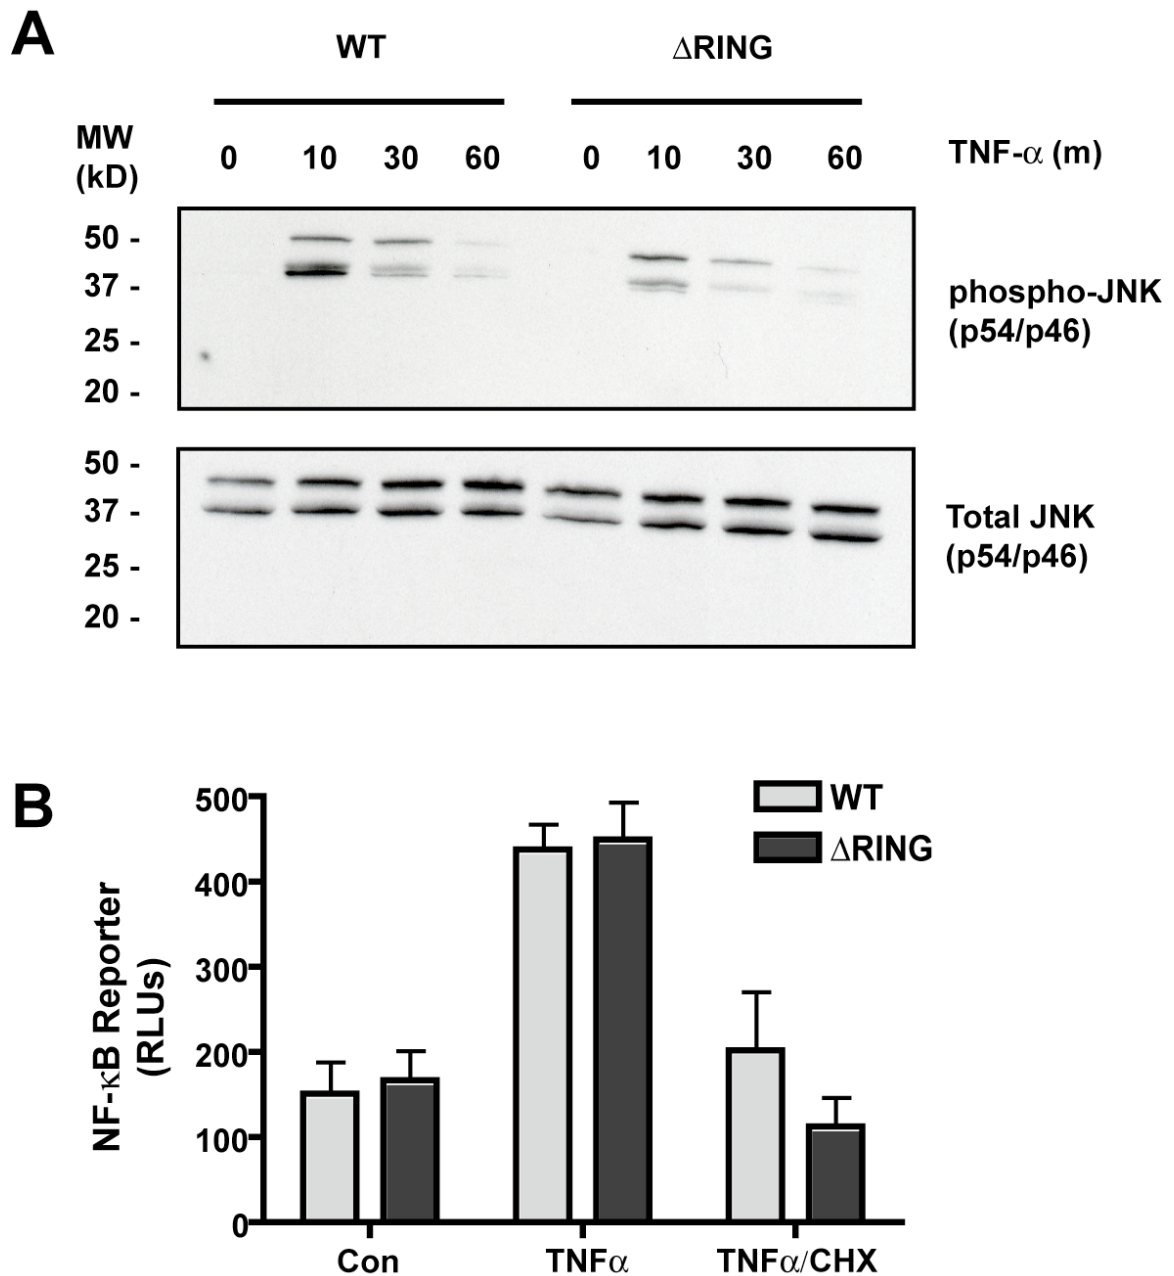 A
WT ΔRING
MW (kD) 0 10 30 60 0 10 30 60 TNF-α (m)
50 -
37 -
25 -
20 -
phospho-JNK
(p54/p46)
50 -
37 -
25 -
20 -
Total JNK
(p54/p46)
B
NF-κB Reporter
(RLUs)
500
400
300
200
100
0
WT
ΔRING
Con TNFα TNFα/CHX